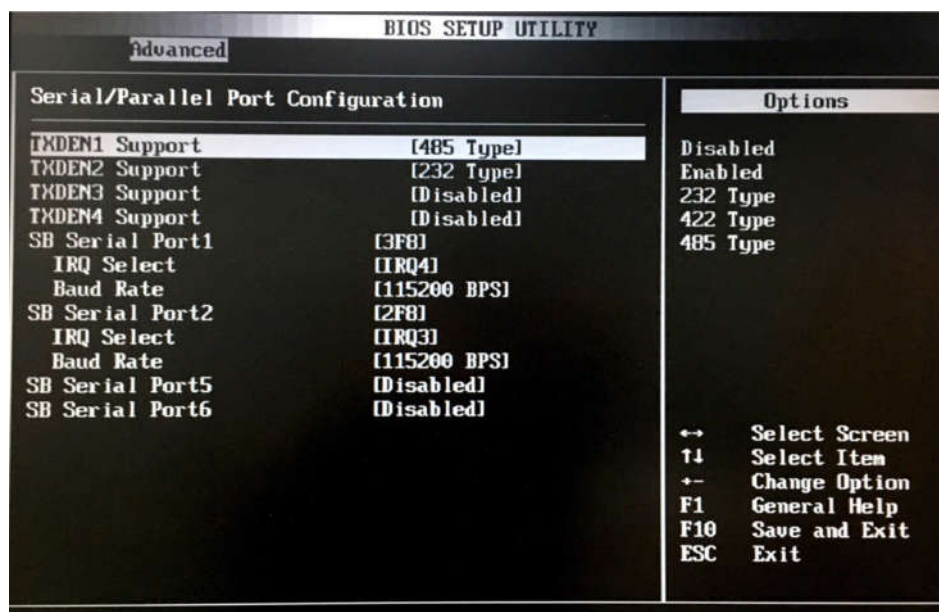 BIOS SETUP UTILITY
Advanced
Serial/Parallel Port Configuration
TXDEN1 Support [485 Type]
TXDEN2 Support [232 Type]
TXDEN3 Support [Disabled]
TXDEN4 Support [Disabled]
SB Serial Port1 [3F8]
IRQ Select [IRQ4]
Baud Rate [115200 BPS]
SB Serial Port2 [2F8]
IRQ Select [IRQ3]
Baud Rate [115200 BPS]
SB Serial Port5 [Disabled]
SB Serial Port6 [Disabled]
Options
Disabled
Enabled
232 Type
422 Type
485 Type
↔ Select Screen
↑↓ Select Item
+- Change Option
F1 General Help
F10 Save and Exit
ESC Exit